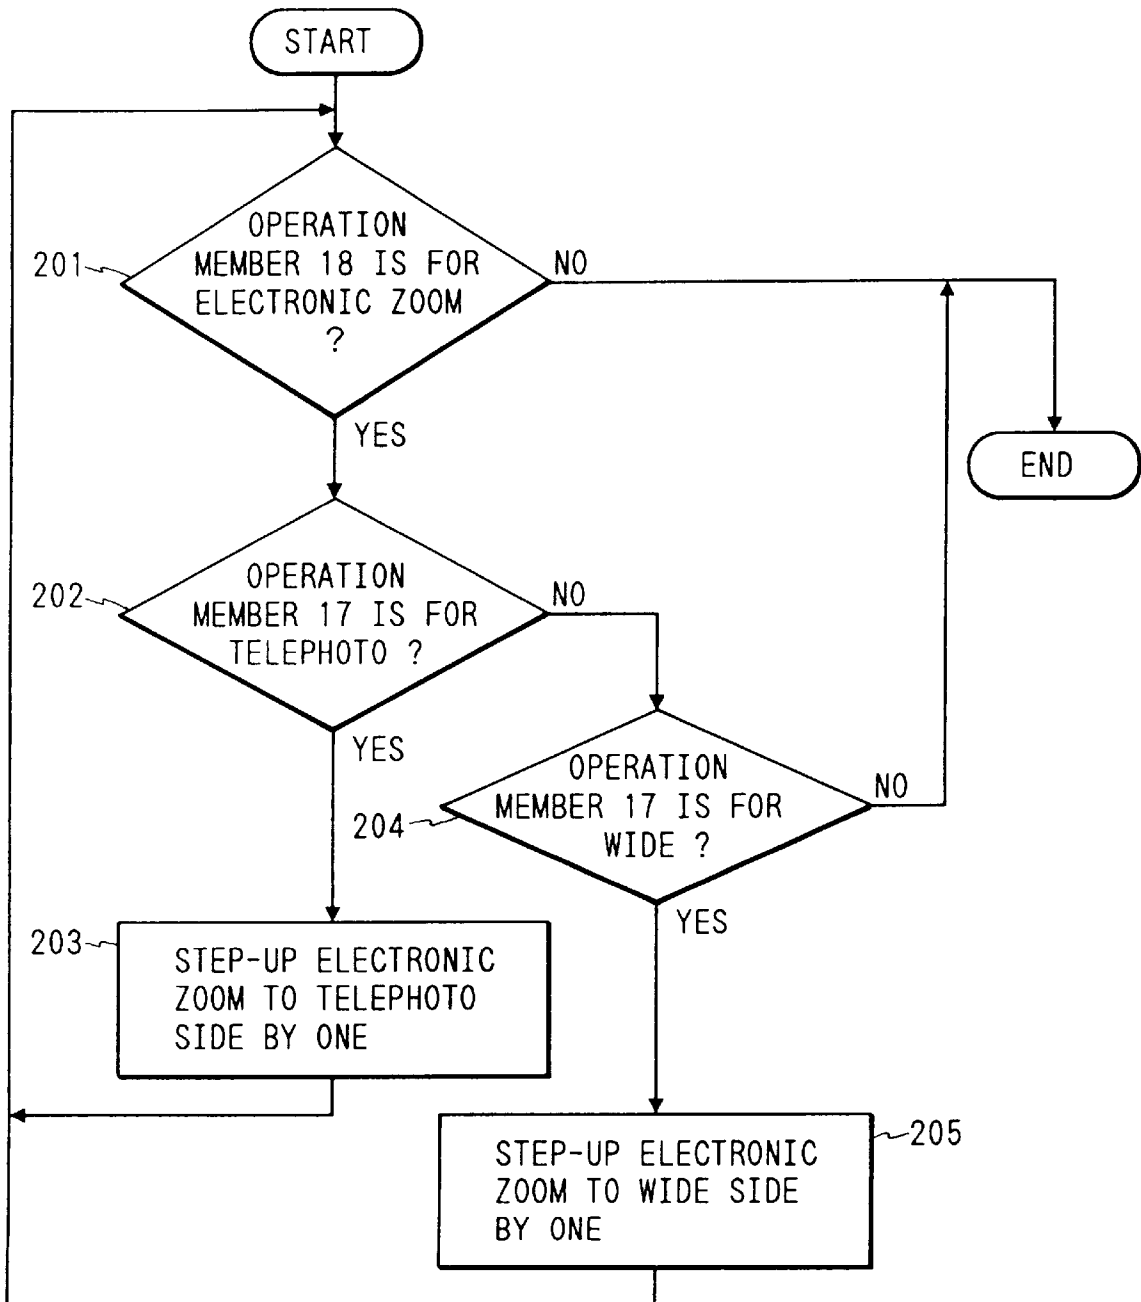 START
OPERATION
MEMBER 18 IS FOR
ELECTRONIC ZOOM
?
201
NO
YES
END
OPERATION
MEMBER 17 IS FOR
TELEPHOTO ?
202
NO
YES
OPERATION
MEMBER 17 IS FOR
WIDE ?
204
NO
YES
203
STEP-UP ELECTRONIC
ZOOM TO TELEPHOTO
SIDE BY ONE
205
STEP-UP ELECTRONIC
ZOOM TO WIDE SIDE
BY ONE